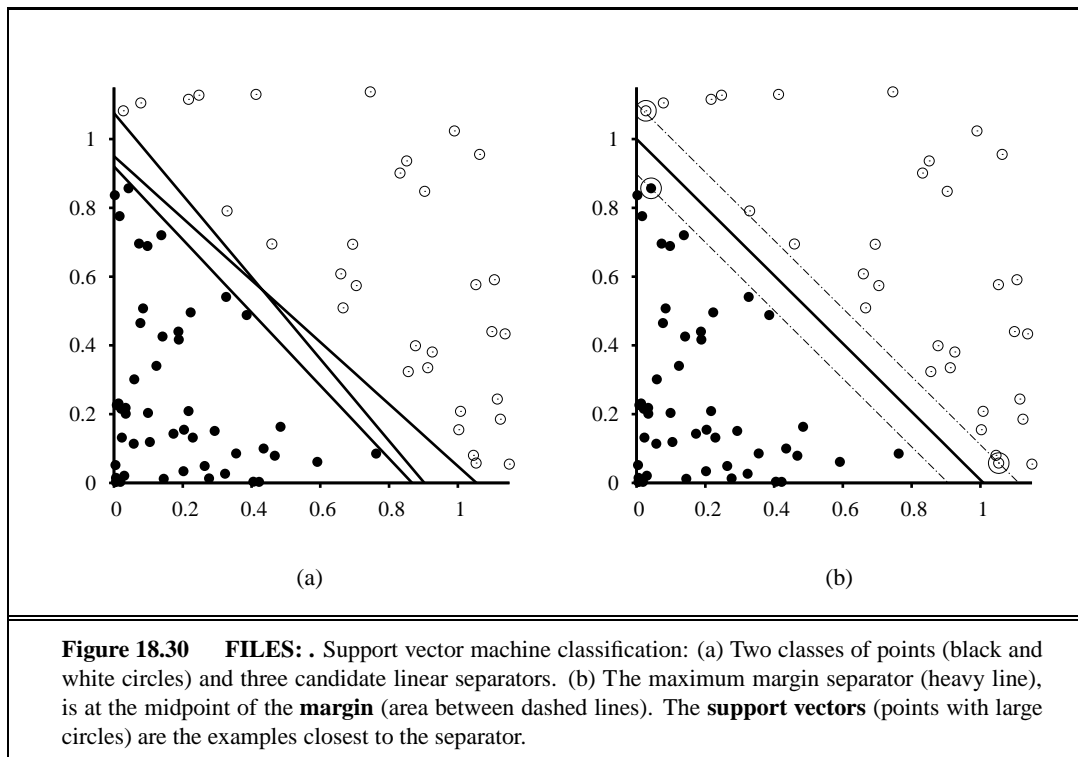 1
0.8
0.6
0.4
0.2
0
0 0.2 0.4 0.6 0.8 1
(a)
1
0.8
0.6
0.4
0.2
0
0 0.2 0.4 0.6 0.8 1
(b)
Figure 18.30 FILES: . Support vector machine classification: (a) Two classes of points (black and
white circles) and three candidate linear separators. (b) The maximum margin separator (heavy line),
is at the midpoint of the margin (area between dashed lines). The support vectors (points with large
circles) are the examples closest to the separator.